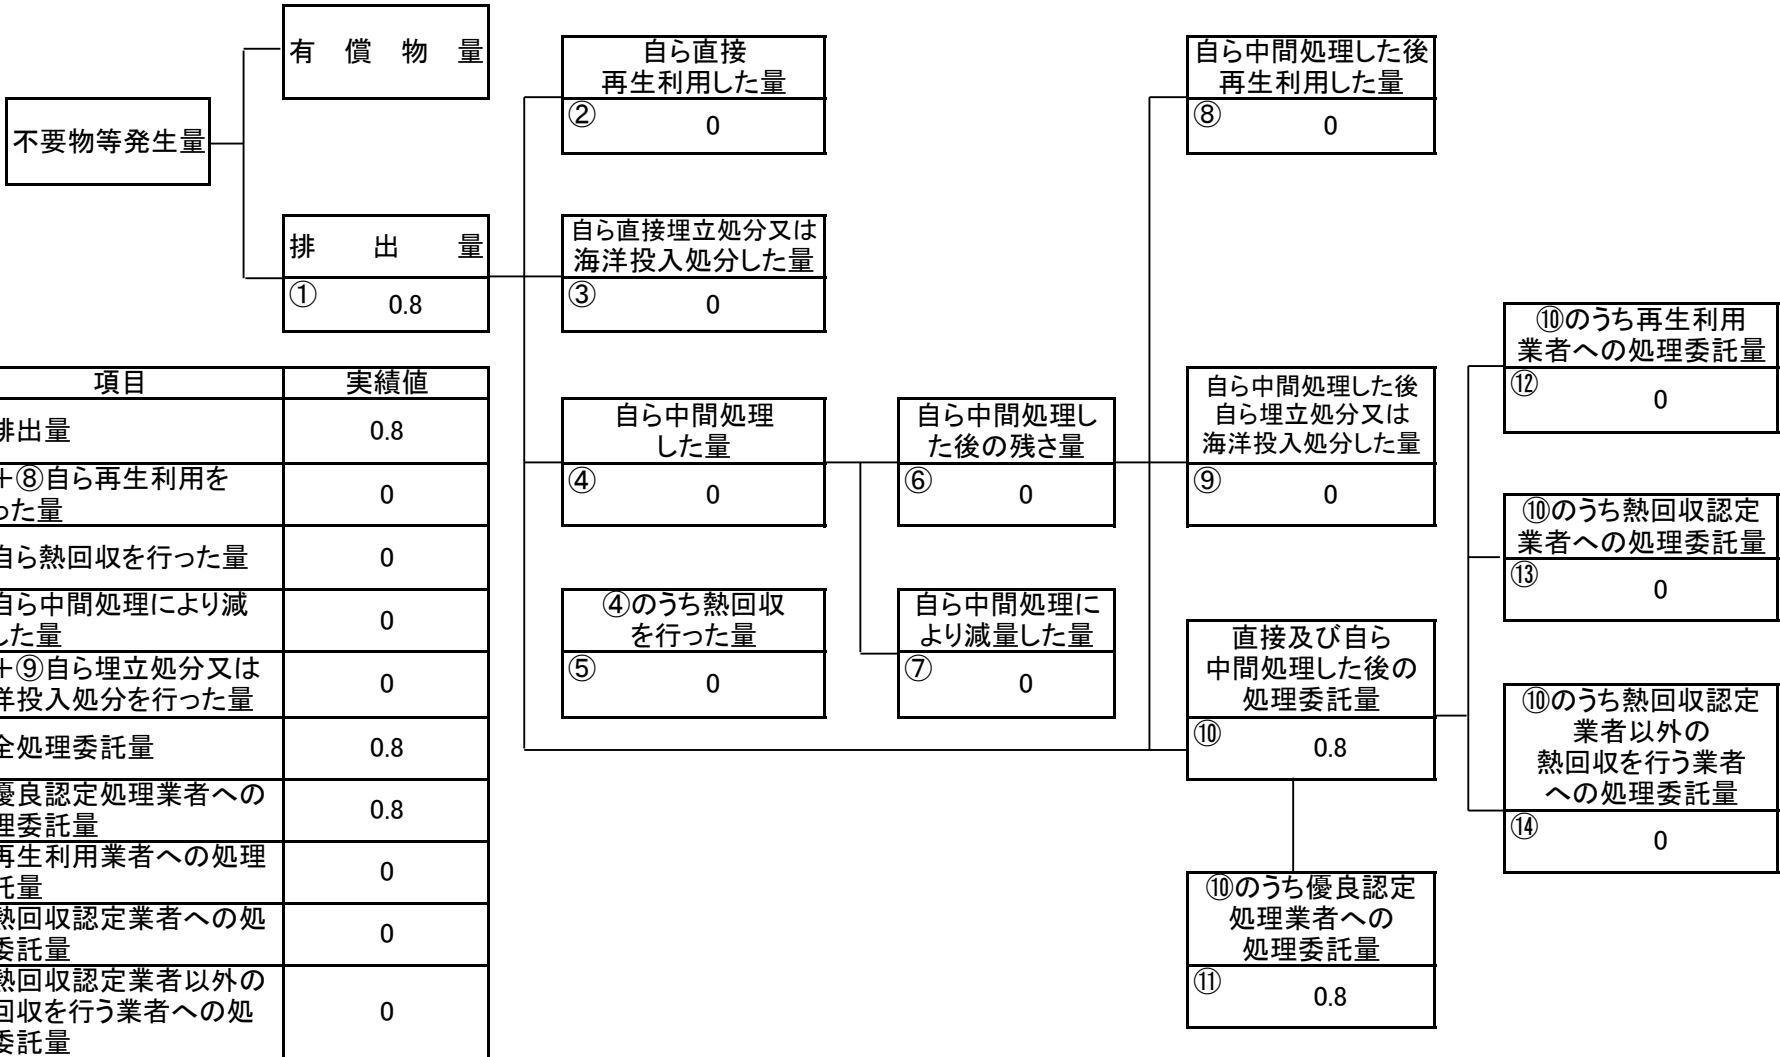 有償物量
不要物等発生量
排出量
① 0.8
自ら直接
再生利用した量
② 0
自ら直接埋立処分又は
海洋投入処分した量
③ 0
自ら中間処理
した量
④ 0
④のうち熱回収
を行った量
⑤ 0
自ら中間処理し
た後の残さ量
⑥ 0
自ら中間処理に
より減量した量
⑦ 0
自ら中間処理した後
再生利用した量
⑧ 0
自ら中間処理した後
自ら埋立処分又は
海洋投入処分した量
⑨ 0
直接及び自ら
中間処理した後の
処理委託量
⑩ 0.8
⑩のうち優良認定
処理業者への
処理委託量
⑪ 0.8
⑩のうち再生利用
業者への処理委託量
⑫ 0
⑩のうち熱回収認定
業者への処理委託量
⑬ 0
⑩のうち熱回収認定
業者以外の
熱回収を行う業者
への処理委託量
⑭ 0
項目 実績値
排出量 0.8
+⑧自ら再生利用を
った量 0
自ら熱回収を行った量 0
自ら中間処理により減
した量 0
+⑨自ら埋立処分又は
洋投入処分を行った量 0
全処理委託量 0.8
優良認定処理業者への
理委託量 0.8
再生利用業者への処理
託量 0
熱回収認定業者への処
委託量 0
熱回収認定業者以外の
回収を行う業者への処
委託量 0